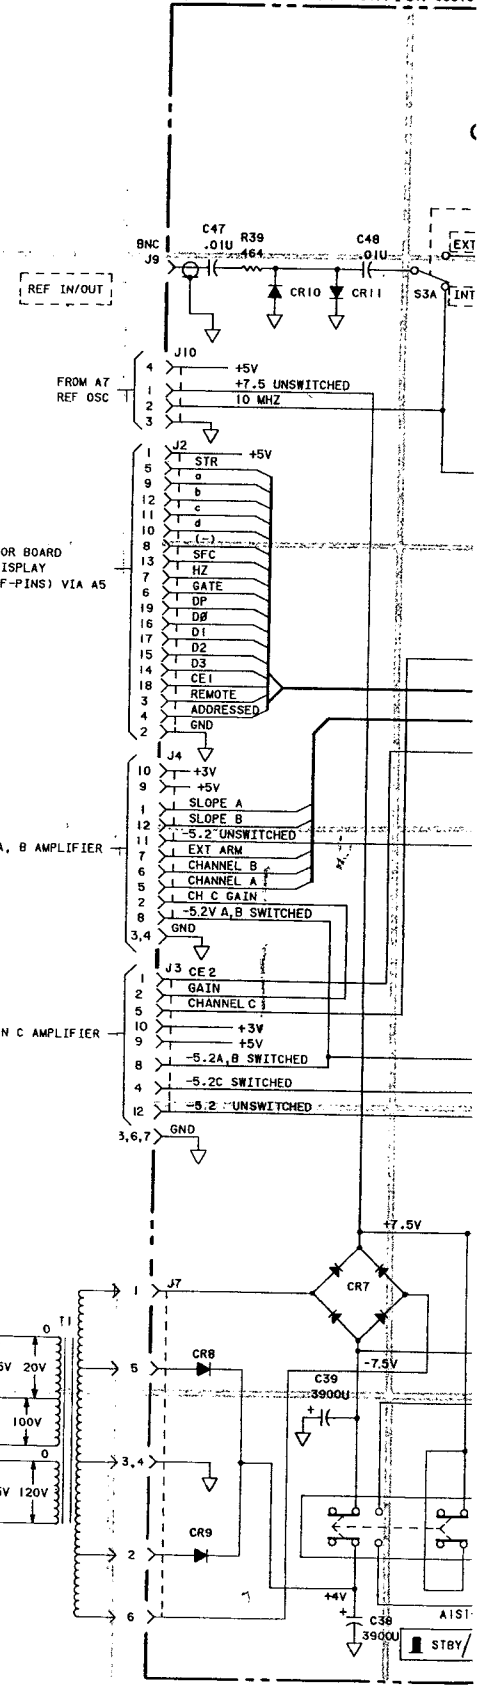 C47
.01U
R39
464
C48
.01U
BNC
J9
EXT
REF IN/OUT
CR10
CR11
S3A
INT
J10
FROM A7
REF OSC
4
+5V
1
+7.5 UNSWITCHED
2
10 MHZ
3
J2
1
+5V
5
STR
9
a
12
b
11
c
10
d
8
(-)
13
SFC
7
HZ
6
GATE
19
DP
16
DØ
17
D1
15
D2
14
D3
18
CE1
3
REMOTE
4
ADDRESSED
2
GND
OR BOARD
ISPLAY
F-PINS) VIA A5
J4
10
+3V
9
+5V
1
SLOPE A
12
SLOPE B
11
-5.2 UNSWITCHED
7
EXT ARM
6
CHANNEL B
5
CHANNEL A
2
CH C GAIN
8
-5.2V A,B SWITCHED
3,4
GND
A, B AMPLIFIER
J3
1
CE2
2
GAIN
5
CHANNEL C
10
+3V
9
+5V
8
-5.2A,B SWITCHED
4
-5.2C SWITCHED
12
-5.2 UNSWITCHED
3,6,7
GND
N C AMPLIFIER
+7.5V
1
J7
CR7
T1
0
20V
100V
0
120V
5
CR8
-7.5V
C39
3900U
+
3,4
2
CR9
6
+4V
+
C38
3900U
A1S1
STBY/